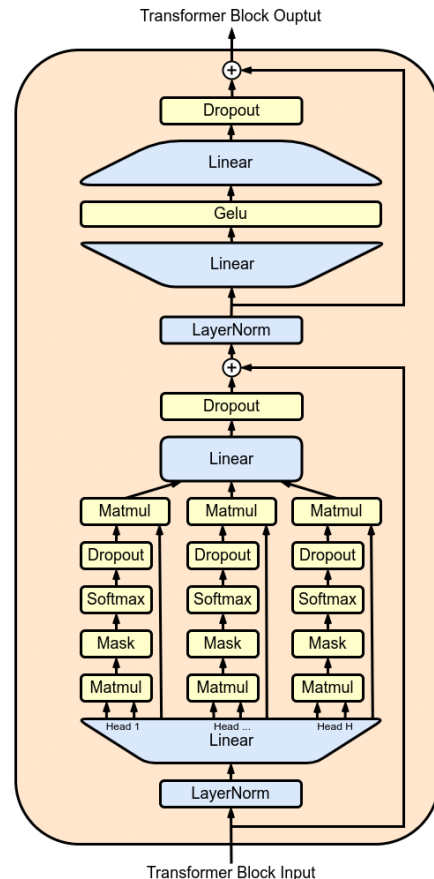 Transformer Block Ouptut
+
Dropout
Linear
Gelu
Linear
LayerNorm
+
Dropout
Linear
Matmul Matmul Matmul
Dropout Dropout Dropout
Softmax Softmax Softmax
Mask Mask Mask
Matmul Matmul Matmul
Head 1 Head ... Head H
Linear
LayerNorm
Transformer Block Input